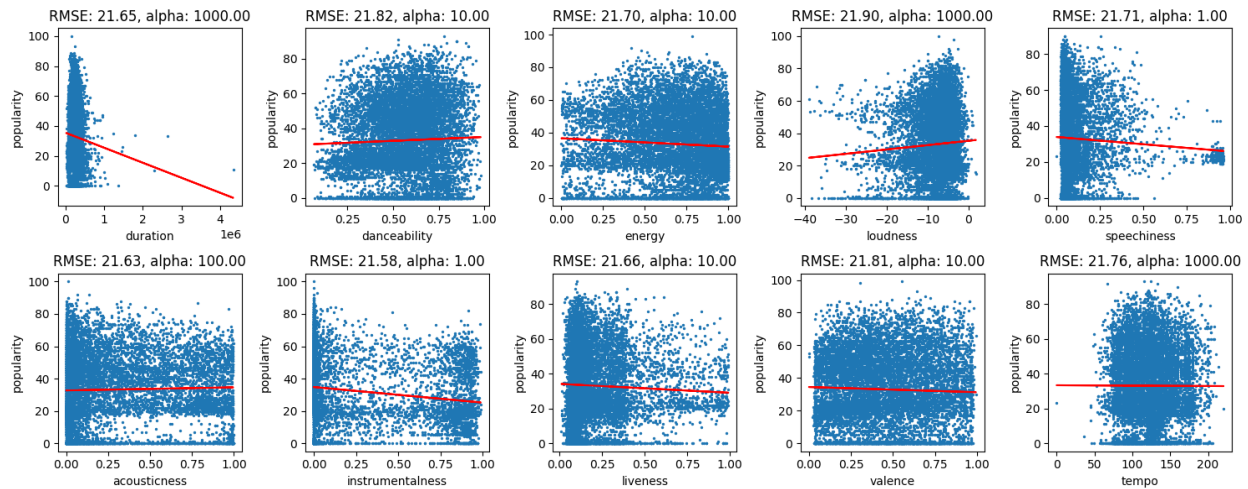 RMSE: 21.65, alpha: 1000.00
popularity
100
80
60
40
20
0
0 1 2 3 4
1e6
duration
RMSE: 21.82, alpha: 10.00
popularity
80
60
40
20
0
0.25 0.50 0.75 1.00
danceability
RMSE: 21.70, alpha: 10.00
popularity
100
80
60
40
20
0
0.00 0.25 0.50 0.75 1.00
energy
RMSE: 21.90, alpha: 1000.00
popularity
100
80
60
40
20
0
−40 −30 −20 −10 0
loudness
RMSE: 21.71, alpha: 1.00
popularity
80
60
40
20
0
0.00 0.25 0.50 0.75 1.00
speechiness
RMSE: 21.63, alpha: 100.00
popularity
100
80
60
40
20
0
0.00 0.25 0.50 0.75 1.00
acousticness
RMSE: 21.58, alpha: 1.00
popularity
100
80
60
40
20
0
0.00 0.25 0.50 0.75 1.00
instrumentalness
RMSE: 21.66, alpha: 10.00
popularity
80
60
40
20
0
0.00 0.25 0.50 0.75 1.00
liveness
RMSE: 21.81, alpha: 10.00
popularity
100
80
60
40
20
0
0.00 0.25 0.50 0.75 1.00
valence
RMSE: 21.76, alpha: 1000.00
popularity
80
60
40
20
0
0 50 100 150 200
tempo